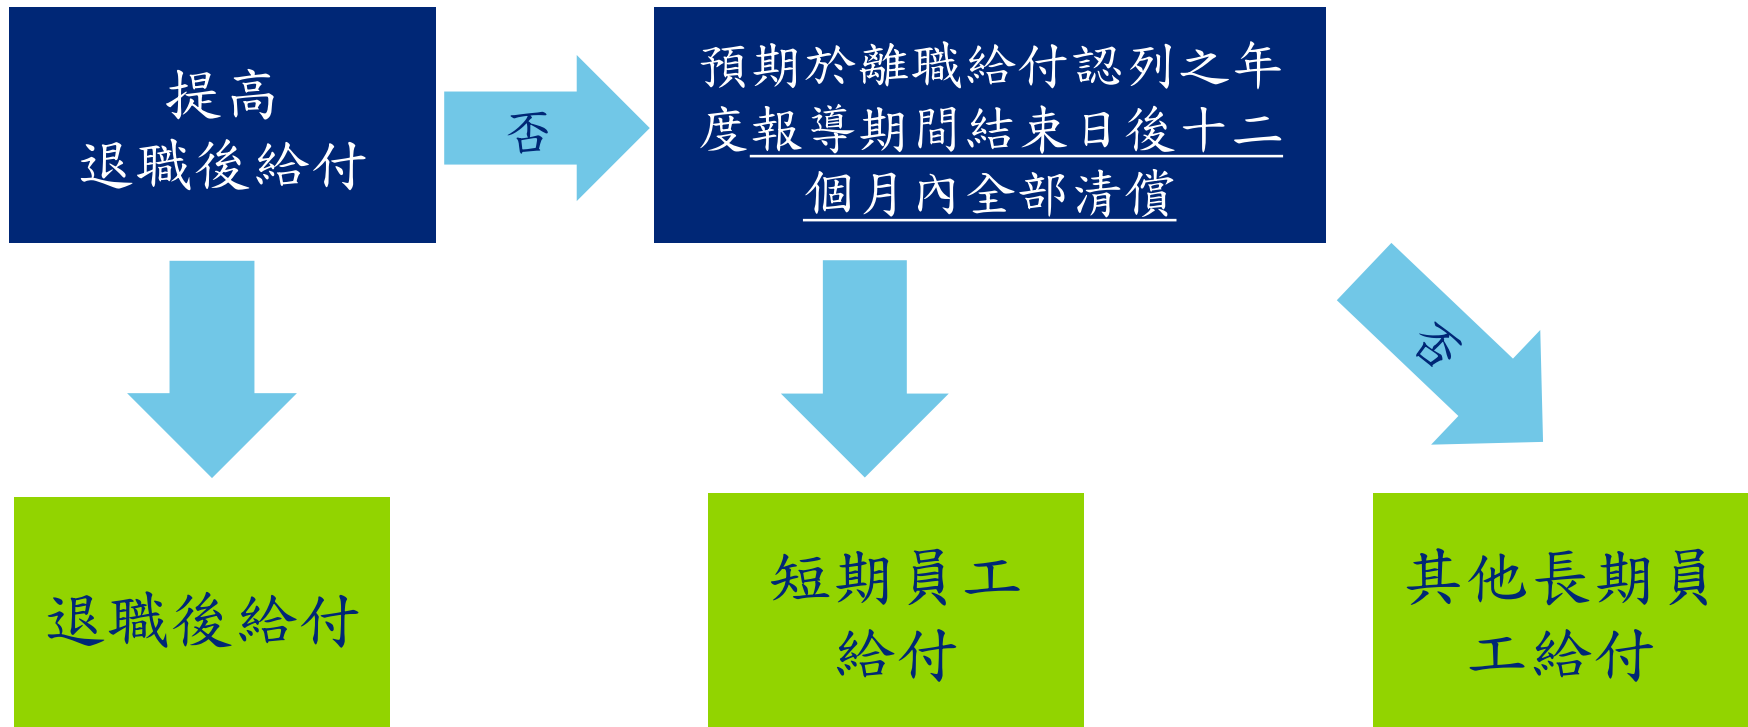 提高
退職後給付
否
預期於離職給付認列之年
度報導期間結束日後十二
個月內全部清償
否
退職後給付
短期員工
給付
其他長期員
工給付